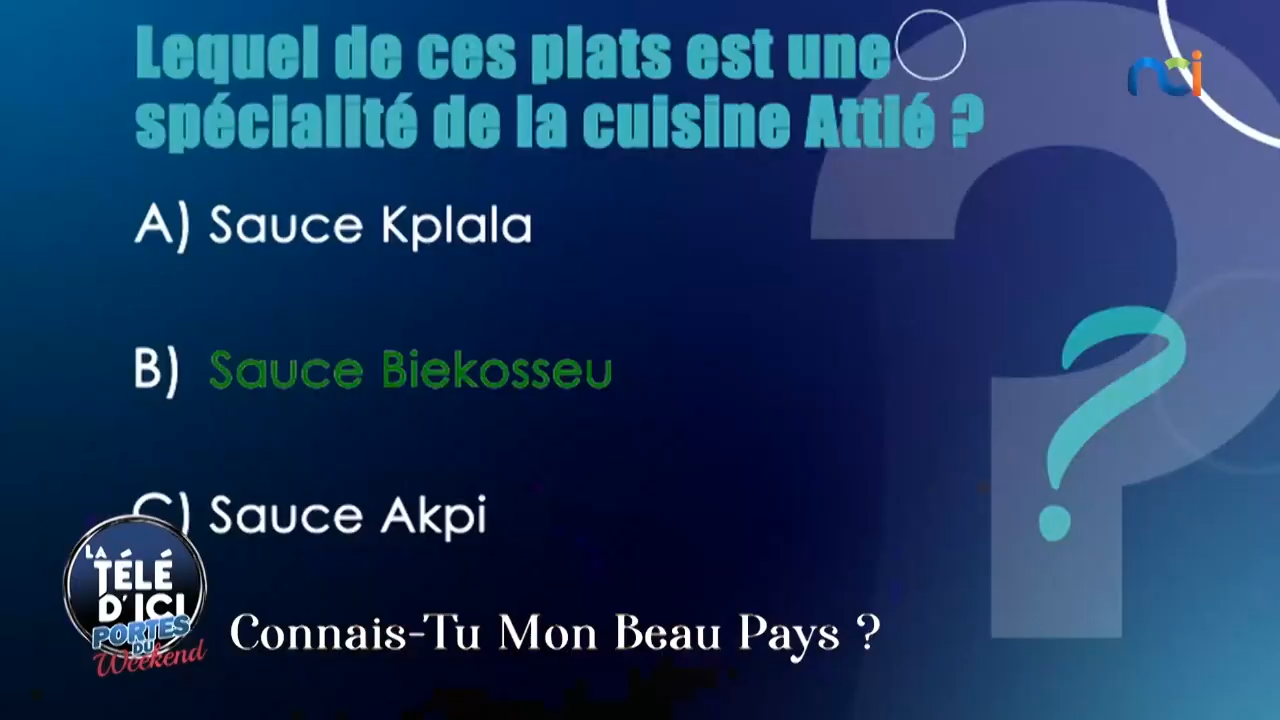 Lequel de ces plats est une
spécialité de la cuisine Attié ?
nci
A) Sauce Kplala
B) Sauce Biekosseu
C) Sauce Akpi
LA
TÉLÉ
D'ICI
PORTES
DU
Weekend
Connais-Tu Mon Beau Pays ?